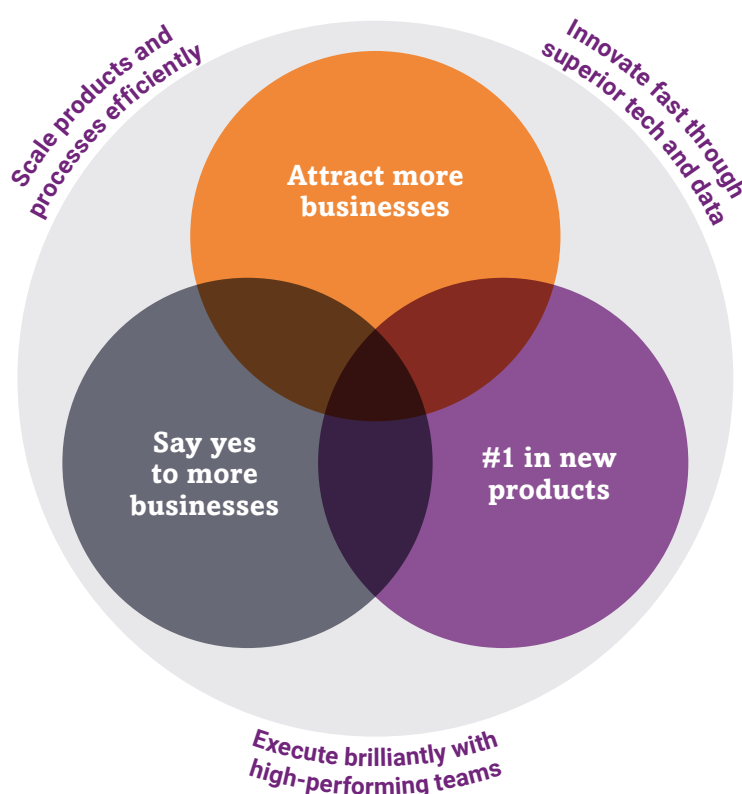 Scale products and
processes efficiently
Innovate fast through
superior tech and data
Attract more
businesses
Say yes
to more
businesses
#1 in new
products
Execute brilliantly with
high-performing teams